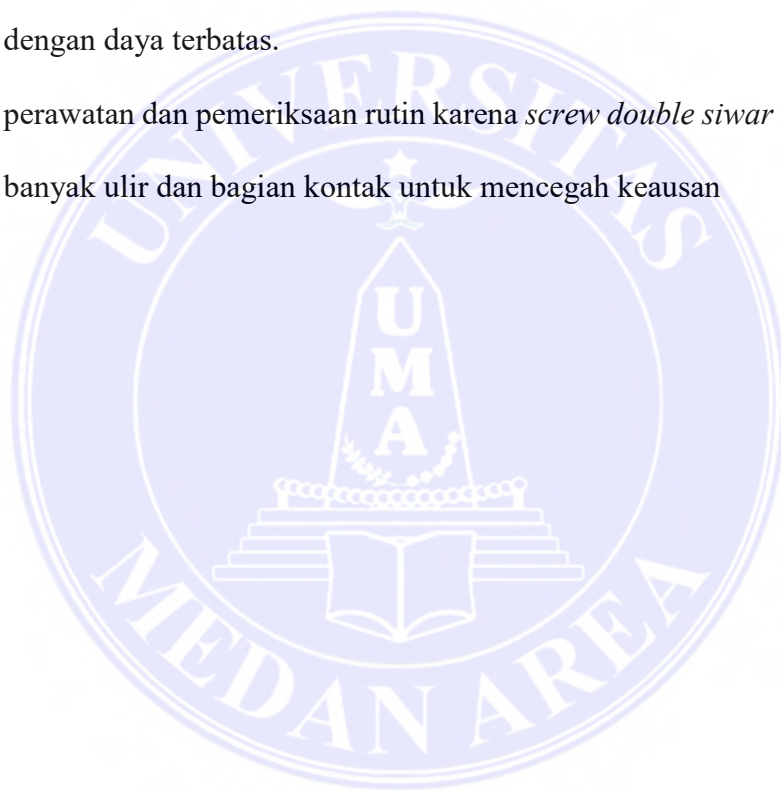 dengan daya terbatas.
perawatan dan pemeriksaan rutin karena screw double siwar
banyak ulir dan bagian kontak untuk mencegah keausan
UNIVERSITAS
UMA
MEDAN AREA